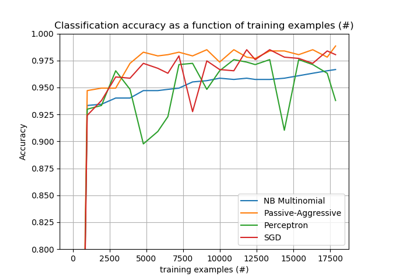 Classification accuracy as a function of training examples (#)
1.000
0.975
0.950
0.925
0.900
0.875
0.850
0.825
0.800
Accuracy
NB Multinomial
Passive-Aggressive
Perceptron
SGD
0 2500 5000 7500 10000 12500 15000 17500
training examples (#)